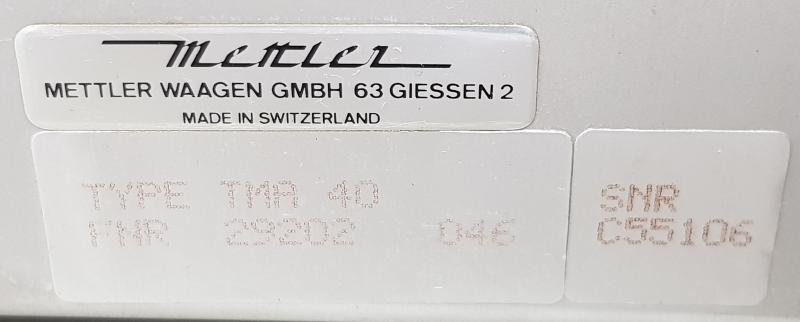 Mettler
METTLER WAAGEN GMBH 63 GIESSEN 2
MADE IN SWITZERLAND
TYPE TMA 40
FNR 29202 046
SNR
C55106